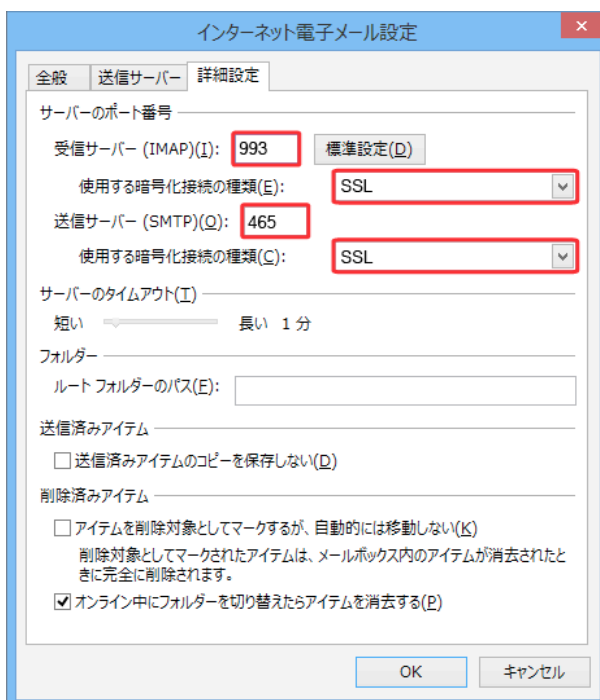 インターネット電子メール設定
全般 送信サーバー 詳細設定
サーバーのポート番号
受信サーバー (IMAP)(I): 993 標準設定(D)
使用する暗号化接続の種類(E): SSL
送信サーバー (SMTP)(O): 465
使用する暗号化接続の種類(C): SSL
サーバーのタイムアウト(T)
短い 長い 1 分
フォルダー
ルート フォルダーのパス(F):
送信済みアイテム
送信済みアイテムのコピーを保存しない(D)
削除済みアイテム
アイテムを削除対象としてマークするが、自動的には移動しない(K)
削除対象としてマークされたアイテムは、メールボックス内のアイテムが消去されたと
きに完全に削除されます。
オンライン中にフォルダーを切り替えたらアイテムを消去する(P)
OK キャンセル